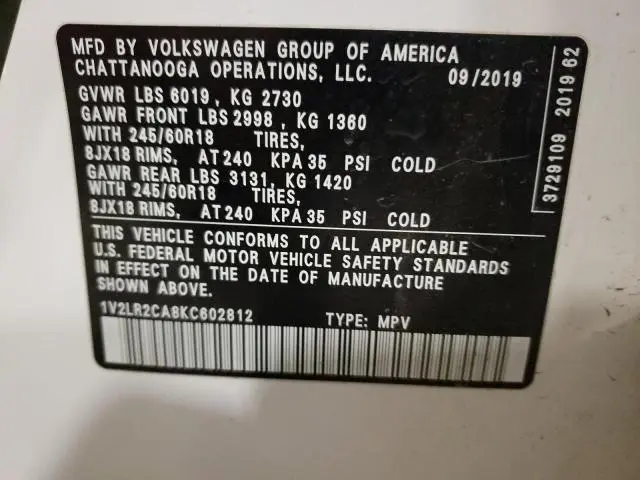 MFD BY VOLKSWAGEN GROUP OF AMERICA
CHATTANOOGA OPERATIONS, LLC. 09/2019
GVWR LBS 6019, KG 2730
GAWR FRONT LBS 2998, KG 1360
WITH 245/60R18 TIRES,
8JX18 RIMS, AT 240 KPA 35 PSI COLD
GAWR REAR LBS 3131, KG 1420
WITH 245/60R18 TIRES,
8JX18 RIMS, AT 240 KPA 35 PSI COLD
THIS VEHICLE CONFORMS TO ALL APPLICABLE
U.S. FEDERAL MOTOR VEHICLE SAFETY STANDARDS
IN EFFECT ON THE DATE OF MANUFACTURE
SHOWN ABOVE.
1V2LR2CA8KC602812 TYPE: MPV
3729109 2019 62